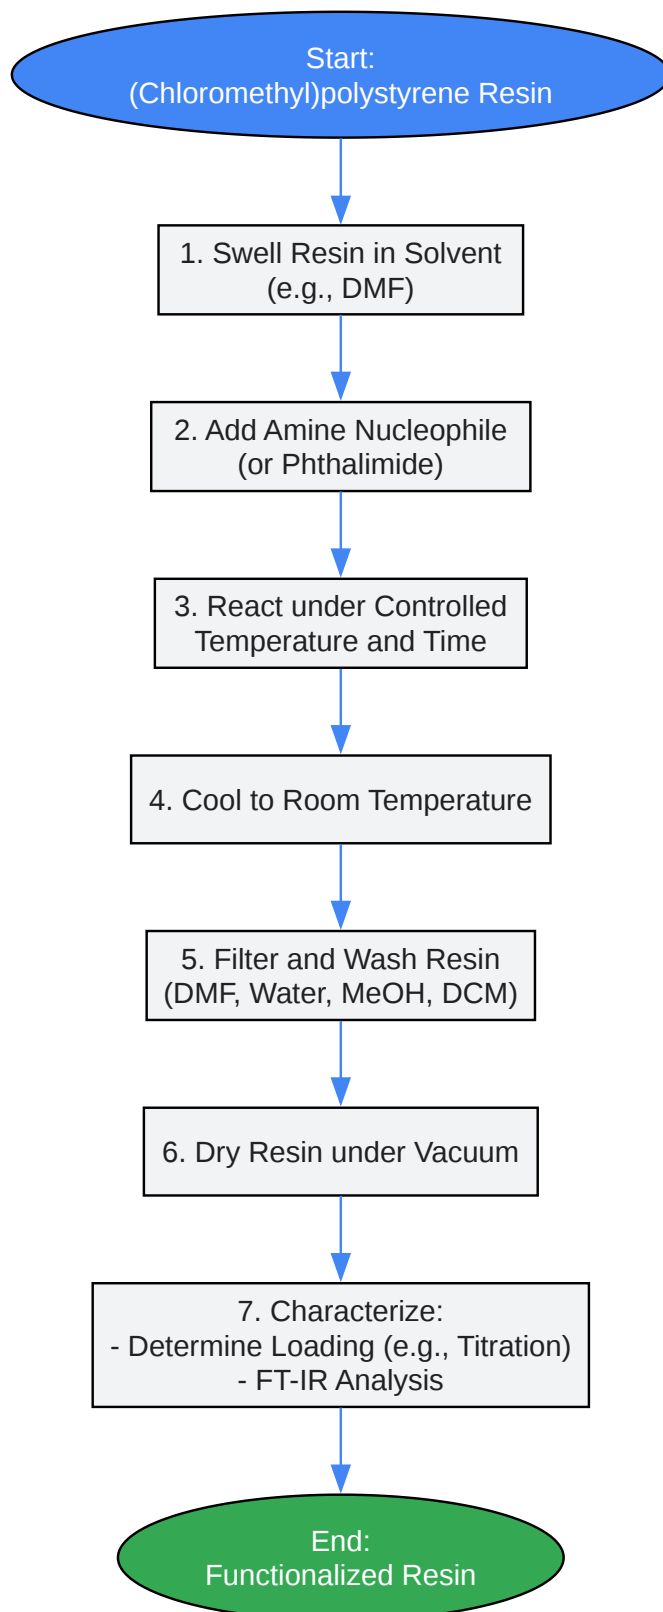 Start:
(Chloromethyl)polystyrene Resin
1. Swell Resin in Solvent
(e.g., DMF)
2. Add Amine Nucleophile
(or Phthalimide)
3. React under Controlled
Temperature and Time
4. Cool to Room Temperature
5. Filter and Wash Resin
(DMF, Water, MeOH, DCM)
6. Dry Resin under Vacuum
7. Characterize:
- Determine Loading (e.g., Titration)
- FT-IR Analysis
End:
Functionalized Resin